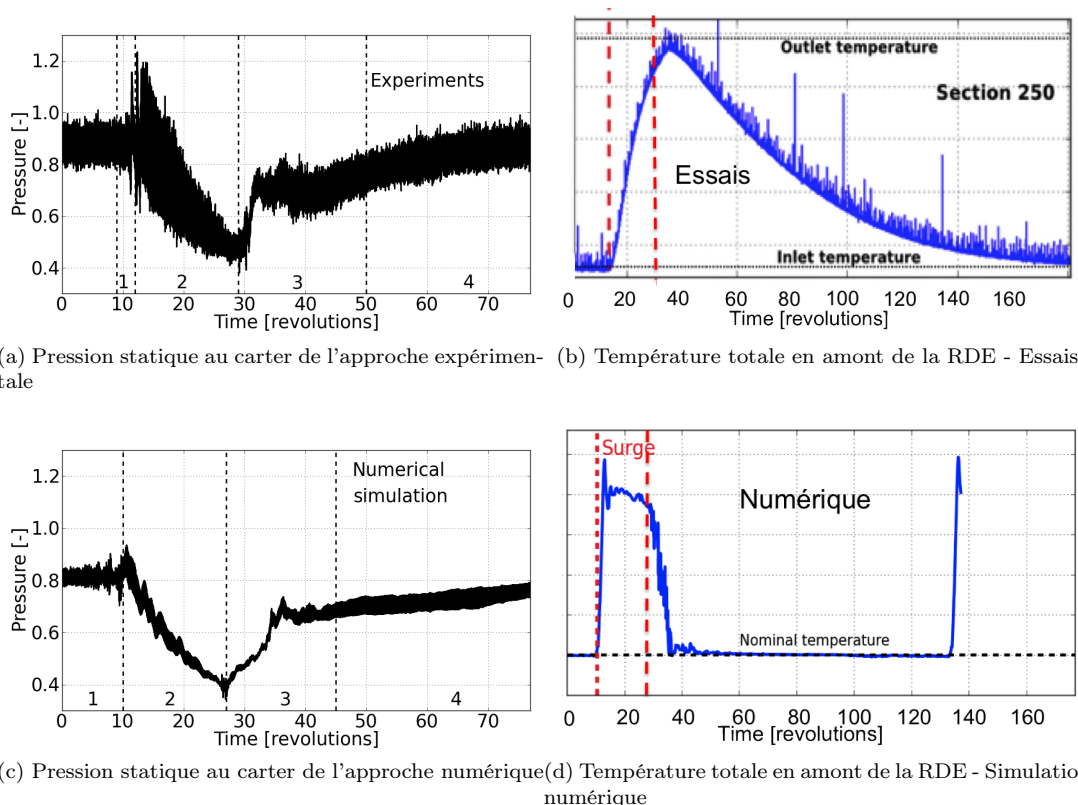 1.2
1.0
0.8
0.6
0.4
Pressure [-]
Experiments
1 2 3 4
0 10 20 30 40 50 60 70
Time [revolutions]
Outlet temperature
Section 250
Essais
Inlet temperature
0 20 40 60 80 100 120 140 160
Time [revolutions]
(a) Pression statique au carter de l'approche expérimen-
tale
(b) Température totale en amont de la RDE - Essais
1.2
1.0
0.8
0.6
0.4
Pressure [-]
Numerical
simulation
1 2 3 4
0 10 20 30 40 50 60 70
Time [revolutions]
Surge
Numérique
Nominal temperature
0 20 40 60 80 100 120 140 160
Time [revolutions]
(c) Pression statique au carter de l'approche numérique
(d) Température totale en amont de la RDE - Simulatio
numérique